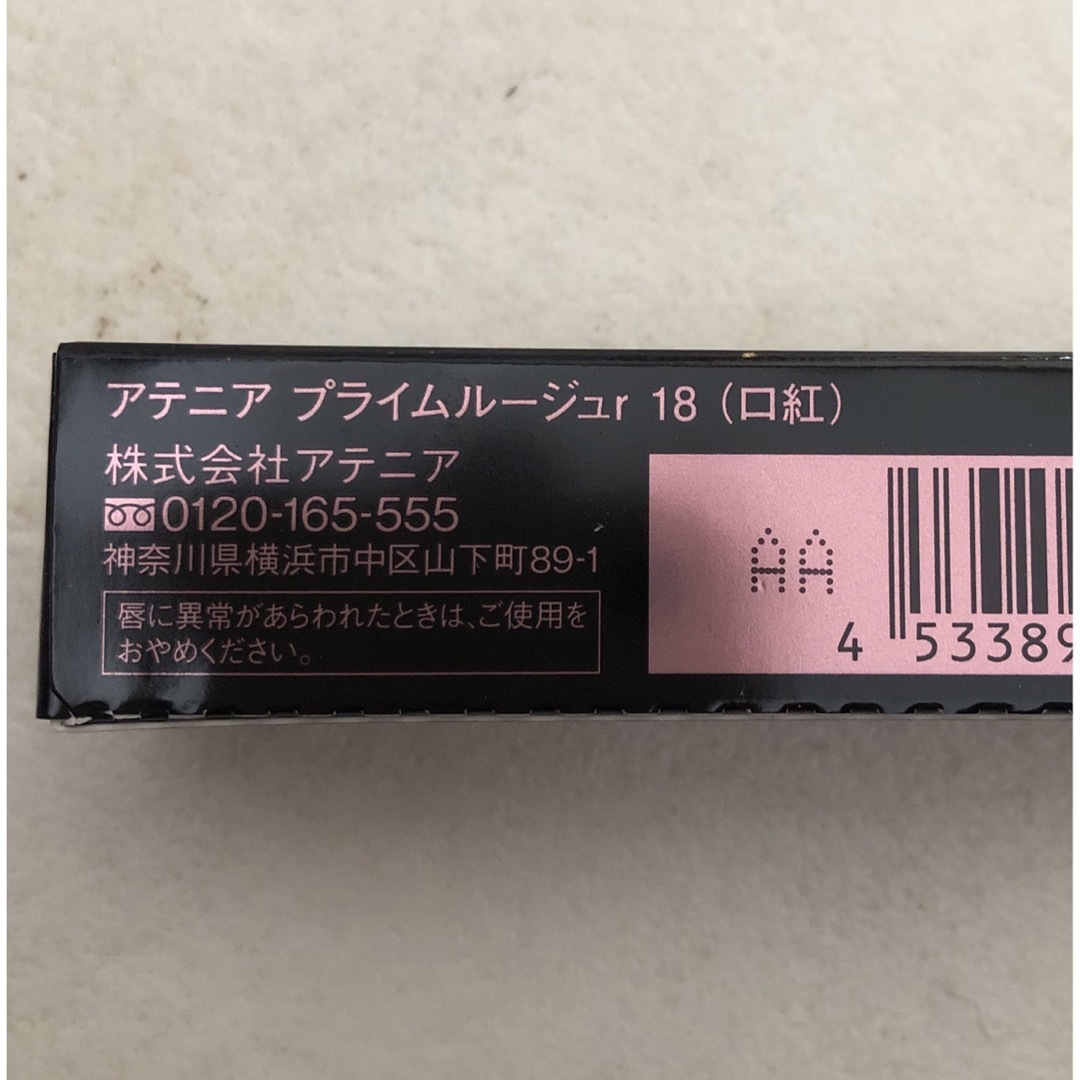 アテニア プライムルージュr 18（口紅）
株式会社アテニア
0120-165-555
神奈川県横浜市中区山下町89-1
唇に異常があらわれたときは、ご使用を
おやめください。
AA
4 53389